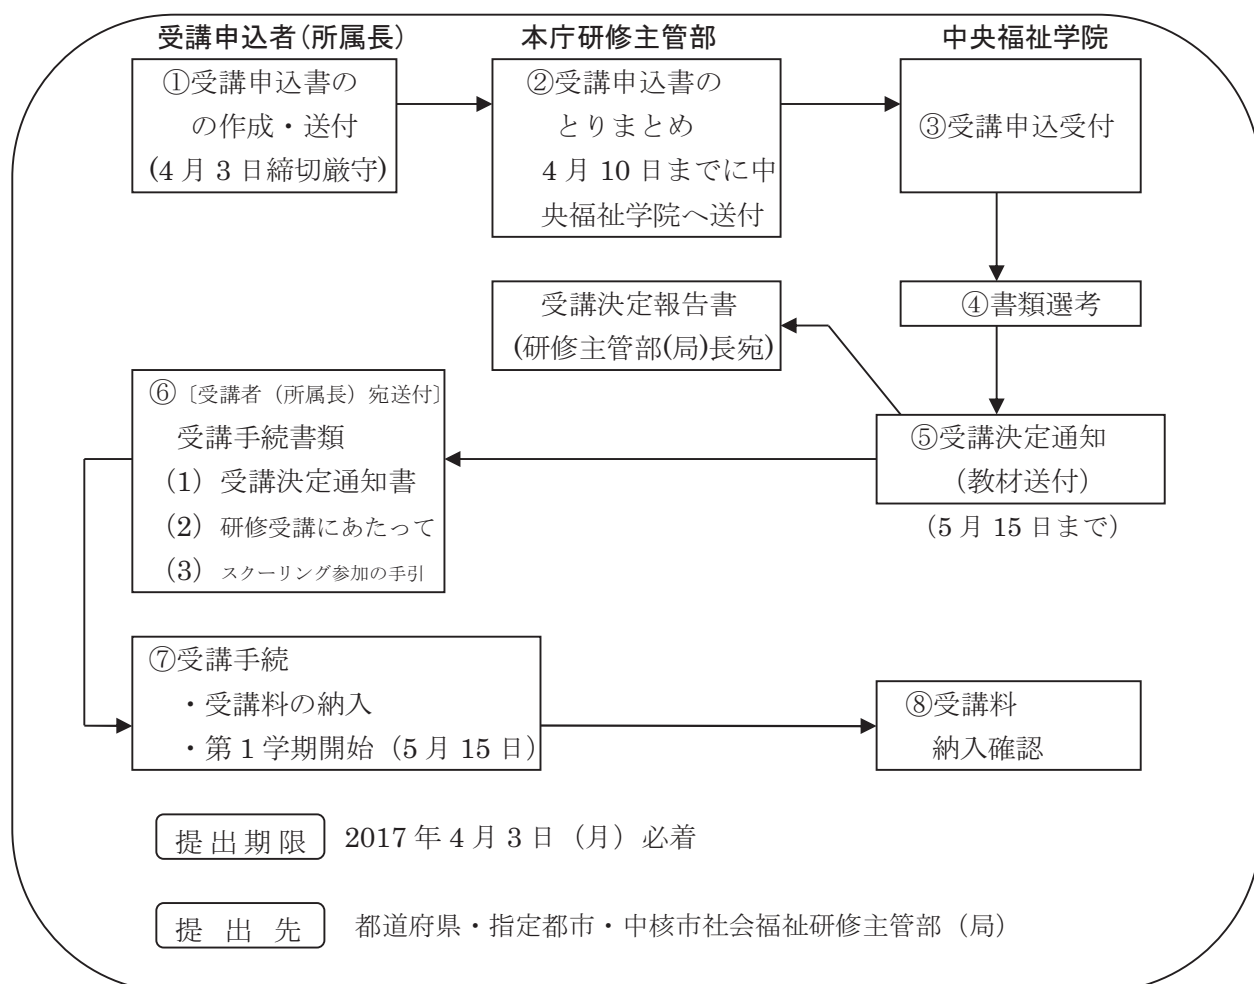 受講申込者(所属長)
本庁研修主管部
中央福祉学院
①受講申込書の
の作成・送付
(4月3日締切厳守)
②受講申込書の
とりまとめ
4月10日までに中
央福祉学院へ送付
③受講申込受付
④書類選考
受講決定報告書
(研修主管部(局)長宛)
⑤受講決定通知
(教材送付)
(5月15日まで)
⑥〔受講者(所属長)宛送付〕
受講手続書類
(1)受講決定通知書
(2)研修受講にあたって
(3)スクーリング参加の手引
⑦受講手続
・受講料の納入
・第1学期開始(5月15日)
⑧受講料
納入確認
提出期限 2017年4月3日(月)必着
提出先 都道府県・指定都市・中核市社会福祉研修主管部(局)